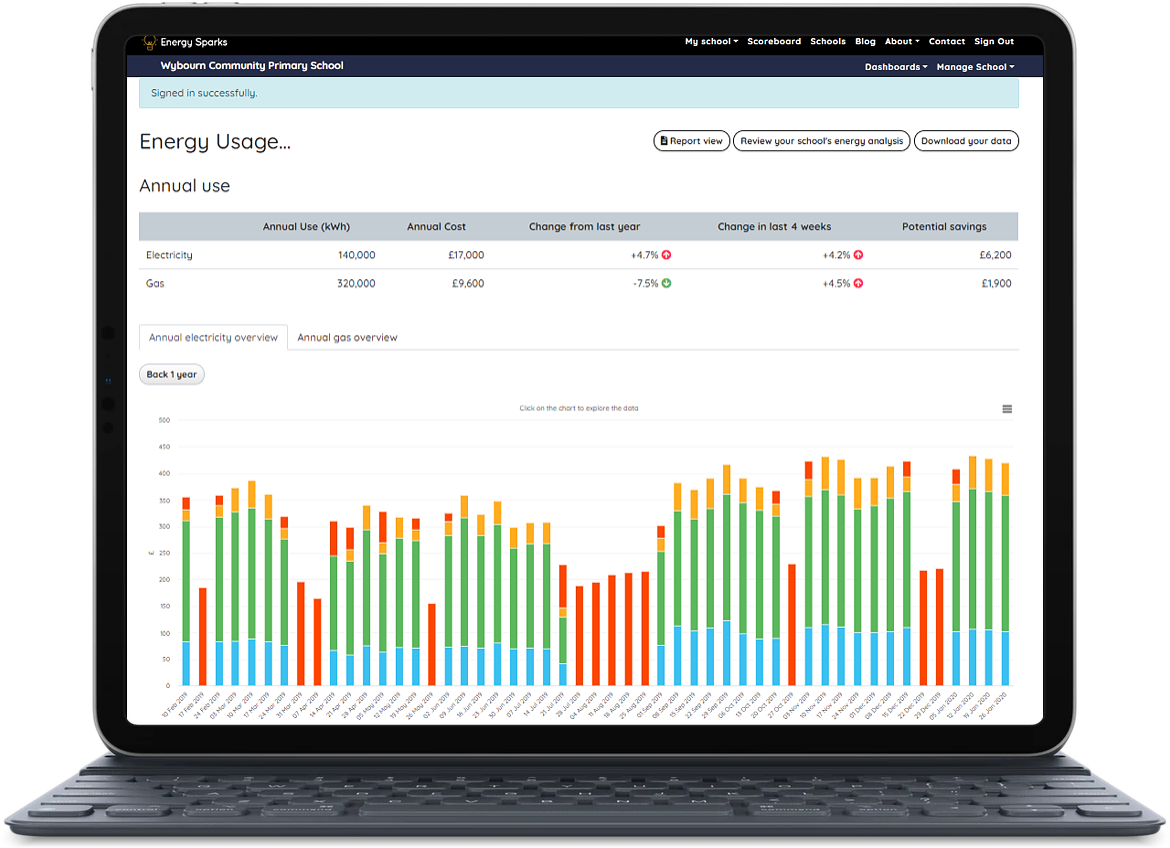 Energy Sparks
My school Scoreboard Schools Blog About Contact Sign Out
Wybourn Community Primary School
Dashboards Manage School
Signed in successfully.
Energy Usage...
Report view Review your school's energy analysis Download your data
Annual use
Annual Use (kWh) Annual Cost Change from last year Change in last 4 weeks Potential savings
Electricity 140,000 £17,000 +4.7% +4.2% £6,200
Gas 320,000 £9,600 -7.5% +4.5% £1,900
Annual electricity overview Annual gas overview
Back 1 year
Click on the chart to explore the data
500
450
400
350
300
£
250
200
150
100
50
0
10 Feb 2019 17 Feb 2019 24 Feb 2019 03 Mar 2019 10 Mar 2019 17 Mar 2019 24 Mar 2019 31 Mar 2019 07 Apr 2019 14 Apr 2019 21 Apr 2019 28 Apr 2019 05 May 2019 12 May 2019 19 May 2019 26 May 2019 02 Jun 2019 09 Jun 2019 16 Jun 2019 23 Jun 2019 30 Jun 2019 07 Jul 2019 14 Jul 2019 21 Jul 2019 28 Jul 2019 04 Aug 2019 11 Aug 2019 18 Aug 2019 25 Aug 2019 01 Sep 2019 08 Sep 2019 15 Sep 2019 22 Sep 2019 29 Sep 2019 06 Oct 2019 13 Oct 2019 20 Oct 2019 27 Oct 2019 03 Nov 2019 10 Nov 2019 17 Nov 2019 24 Nov 2019 01 Dec 2019 08 Dec 2019 15 Dec 2019 22 Dec 2019 29 Dec 2019 05 Jan 2020 12 Jan 2020 19 Jan 2020 26 Jan 2020